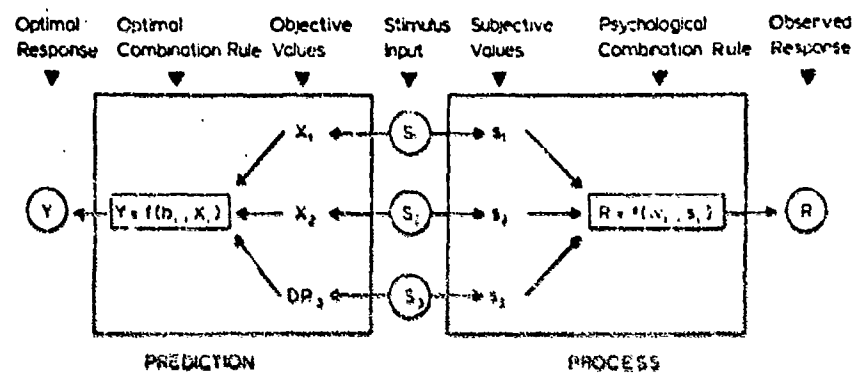 Optimal Optimal Objective Stimulus Subjective Psychological Observed
Response Combination Rule Values Input Values Combination Rule Response
X₁ S s₁
Y Y = f(b , X ) X₂ S₂ s₂ R = f(w , s ) R
S₃ s₃
PREDICTION PROCESS